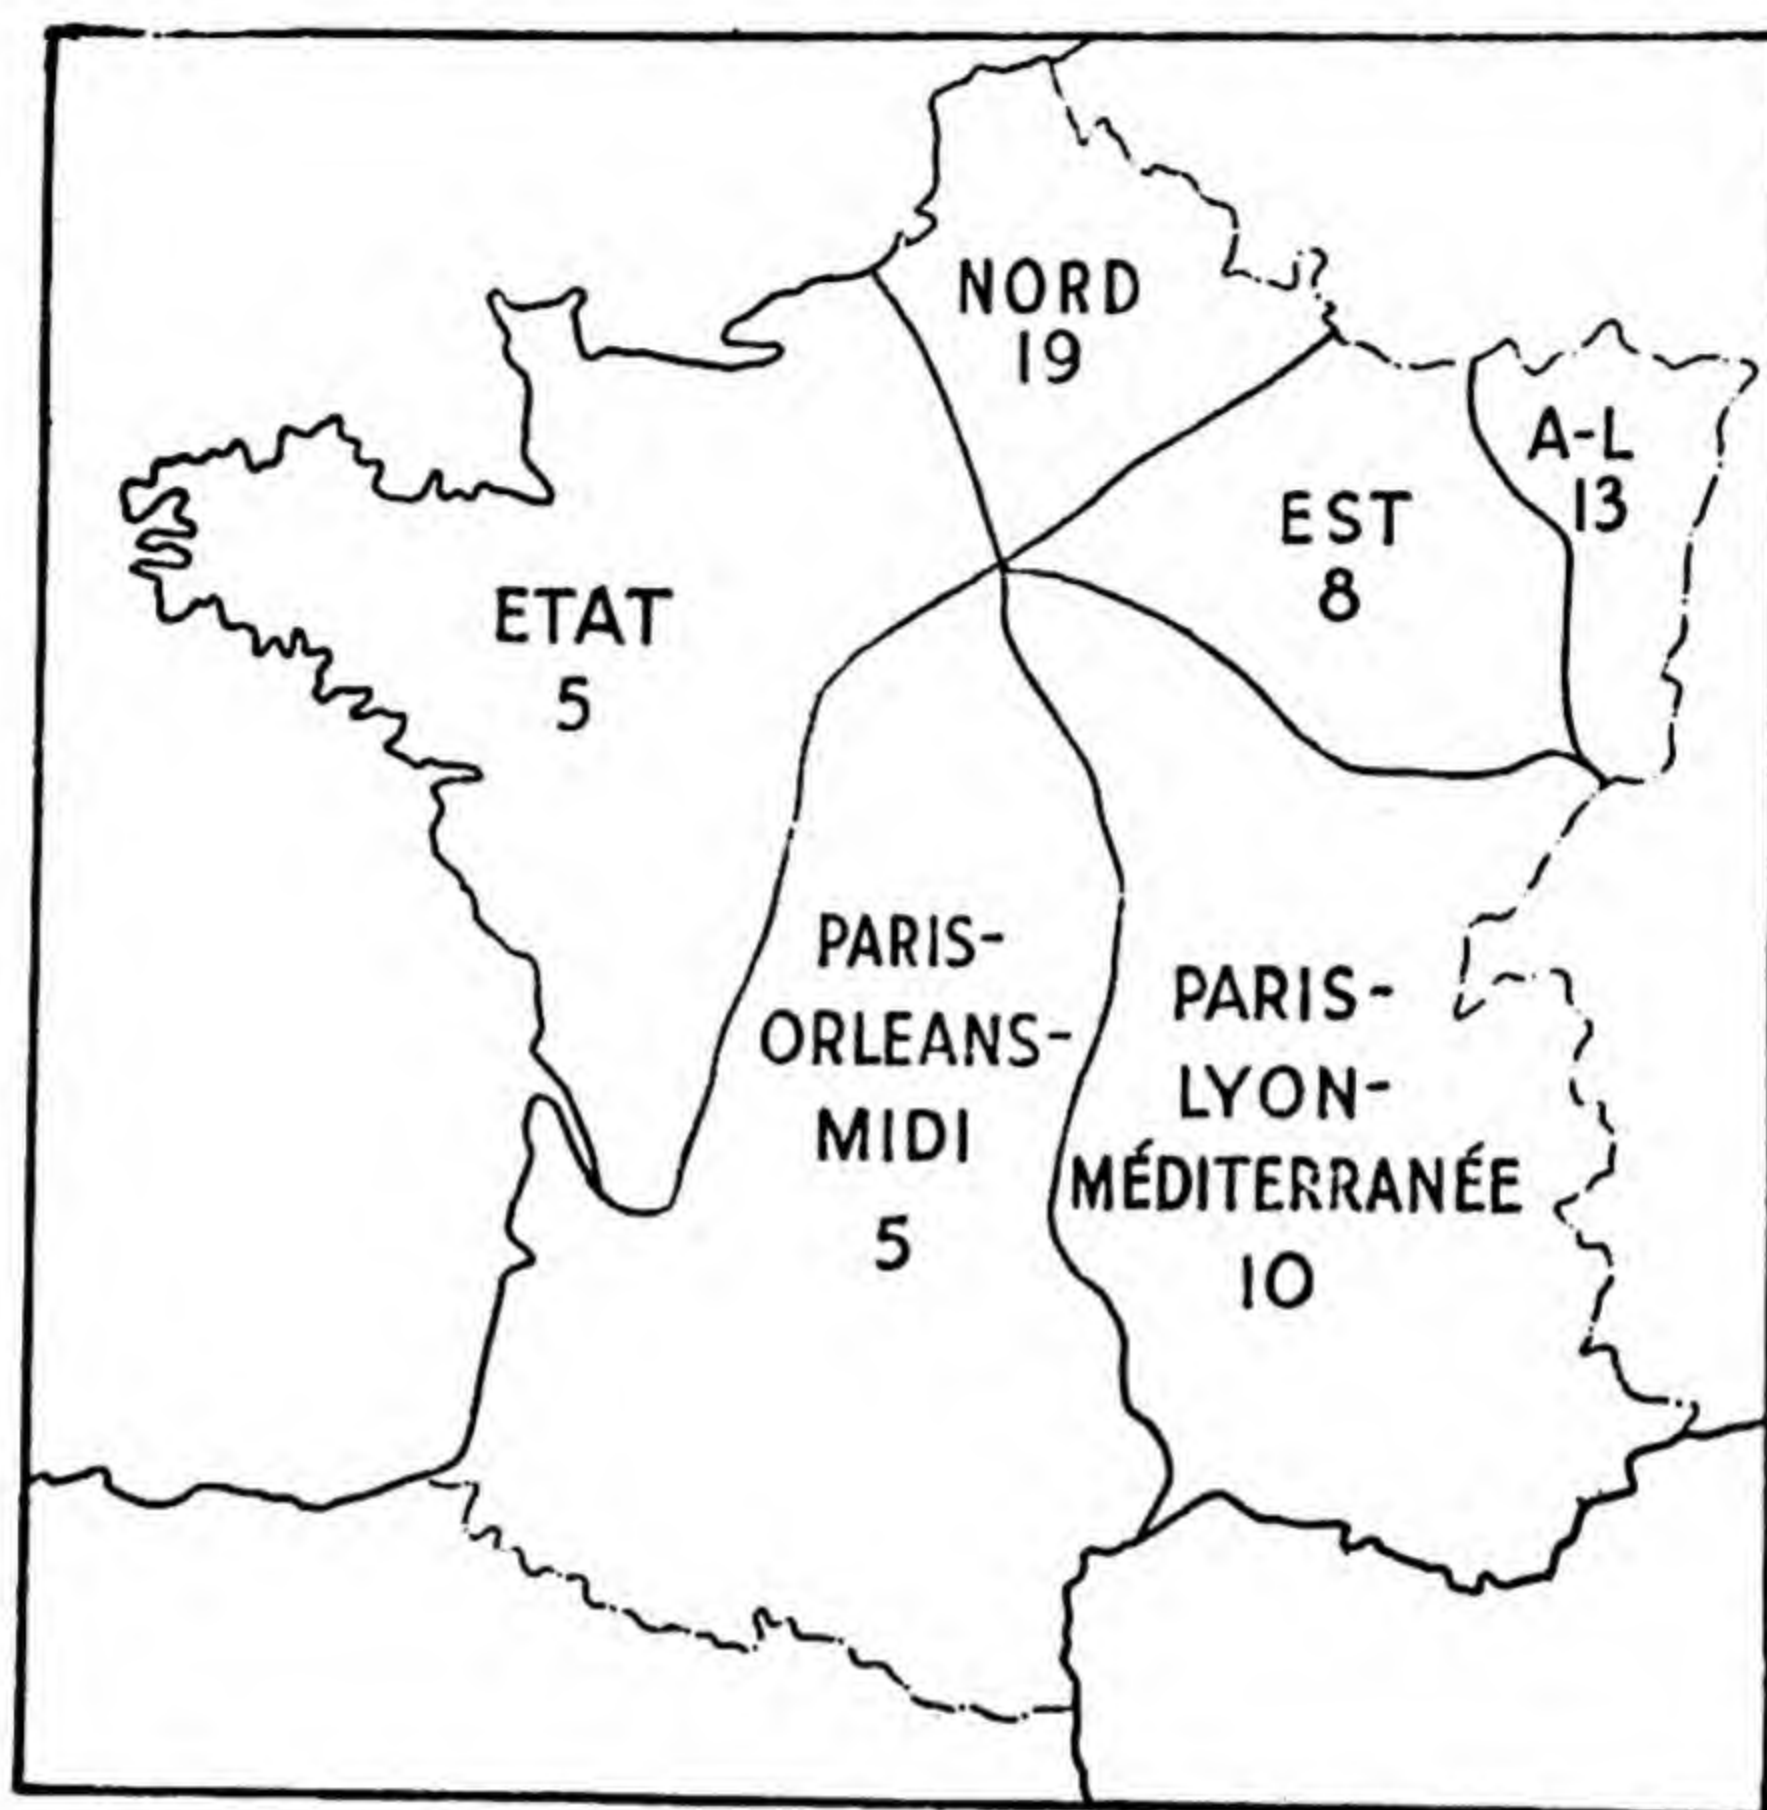 NORD
19
A-L
13
EST
8
ETAT
5
PARIS-
ORLEANS-
MIDI
5
PARIS-
LYON-
MÉDITERRANÉE
10